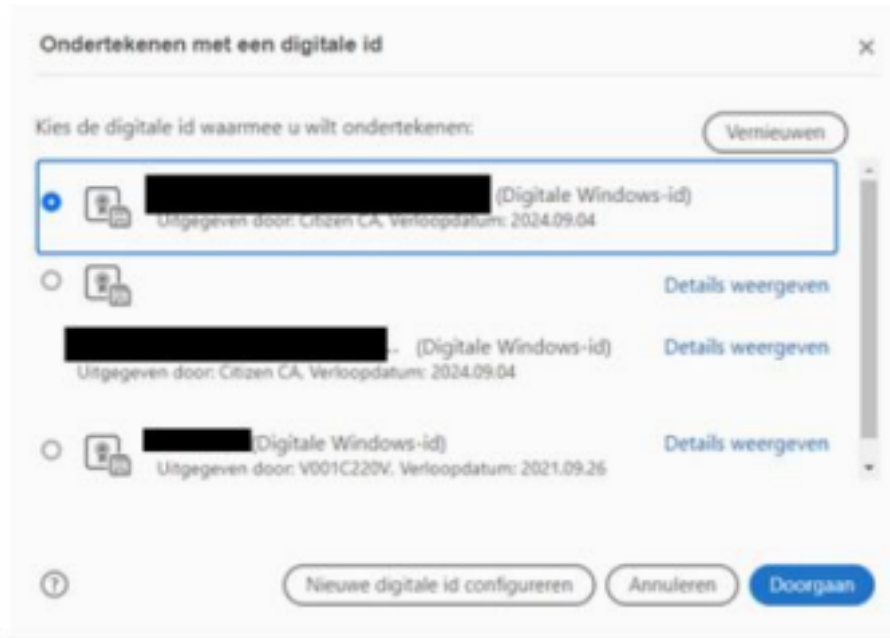 Ondertekenen met een digitale id
Kies de digitale id waarmee u wilt ondertekenen:
Vernieuwen
(Digitale Windows-id)
Uitgegeven door: Citizen CA, Verloopdatum: 2024.09.04
Details weergeven
... (Digitale Windows-id) Details weergeven
Uitgegeven door: Citizen CA, Verloopdatum: 2024.09.04
(Digitale Windows-id) Details weergeven
Uitgegeven door: V001C220V, Verloopdatum: 2021.09.26
Nieuwe digitale id configureren
Annuleren
Doorgaan